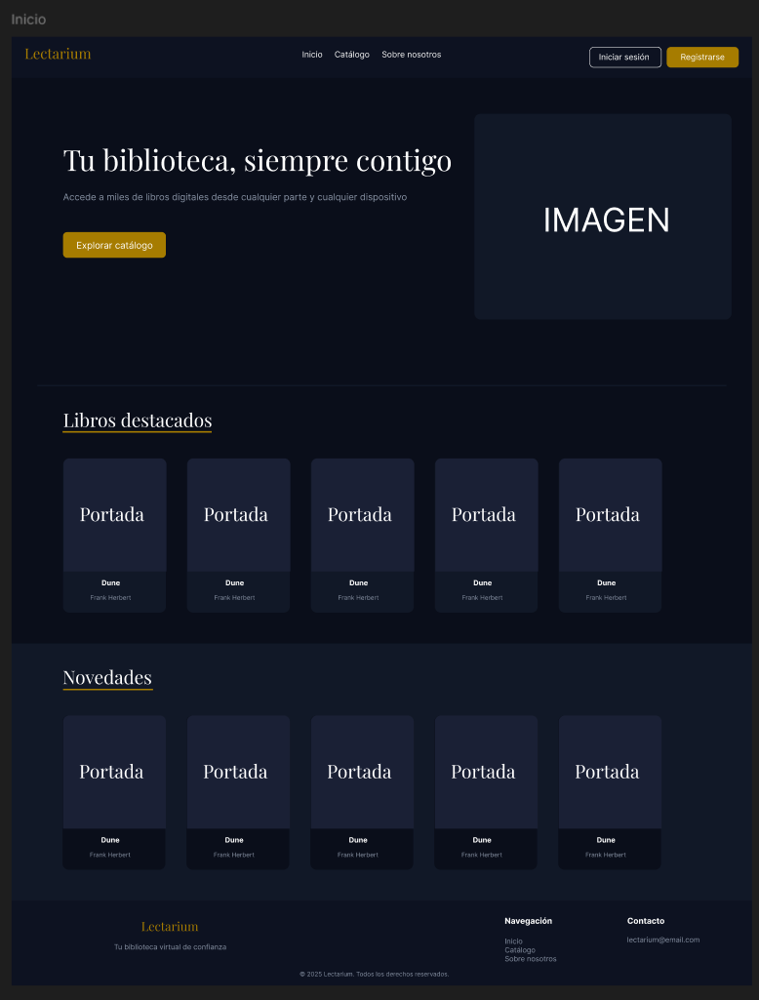 Inicio
Lectarium
Inicio Catálogo Sobre nosotros
Iniciar sesión
Registrarse
Tu biblioteca, siempre contigo
Accede a miles de libros digitales desde cualquier parte y cualquier dispositivo
Explorar catálogo
IMAGEN
Libros destacados
Portada Portada Portada Portada Portada
Dune Dune Dune Dune Dune
Frank Herbert Frank Herbert Frank Herbert Frank Herbert Frank Herbert
Novedades
Portada Portada Portada Portada Portada
Dune Dune Dune Dune Dune
Frank Herbert Frank Herbert Frank Herbert Frank Herbert Frank Herbert
Lectarium
Tu biblioteca virtual de confianza
Navegación
Inicio
Catálogo
Sobre nosotros
Contacto
lectarium@email.com
© 2025 Lectarium. Todos los derechos reservados.